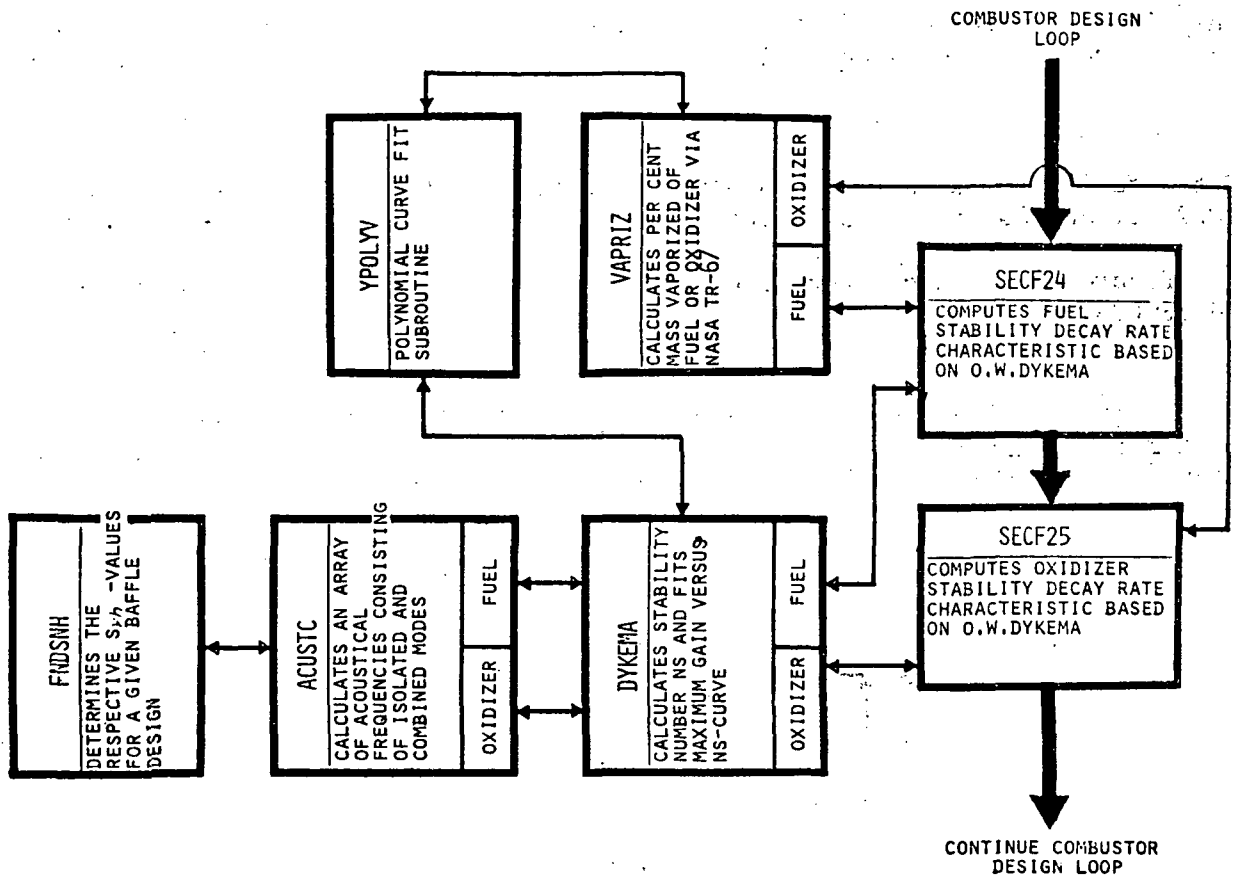 COMBUSTOR DESIGN
LOOP
YPOLYV
POLYNOMIAL CURVE FIT
SUBROUTINE
VAPRIZ
CALCULATES PER CENT
MASS VAPORIZED OF
FUEL OR OXIDIZER VIA
NASA TR-67
FUEL
OXIDIZER
SECF24
COMPUTES FUEL
STABILITY DECAY RATE
CHARACTERISTIC BASED
ON O.W.DYKEMA
FNDSNH
DETERMINES THE
RESPECTIVE Sνh -VALUES
FOR A GIVEN BAFFLE
DESIGN
ACUSTC
CALCULATES AN ARRAY
OF ACOUSTICAL
FREQUENCIES CONSISTING
OF ISOLATED AND
COMBINED MODES
OXIDIZER
FUEL
DYKEMA
CALCULATES STABILITY
NUMBER NS AND FITS
MAXIMUM GAIN VERSUS
NS-CURVE
OXIDIZER
FUEL
SECF25
COMPUTES OXIDIZER
STABILITY DECAY RATE
CHARACTERISTIC BASED
ON O.W.DYKEMA
CONTINUE COMBUSTOR
DESIGN LOOP